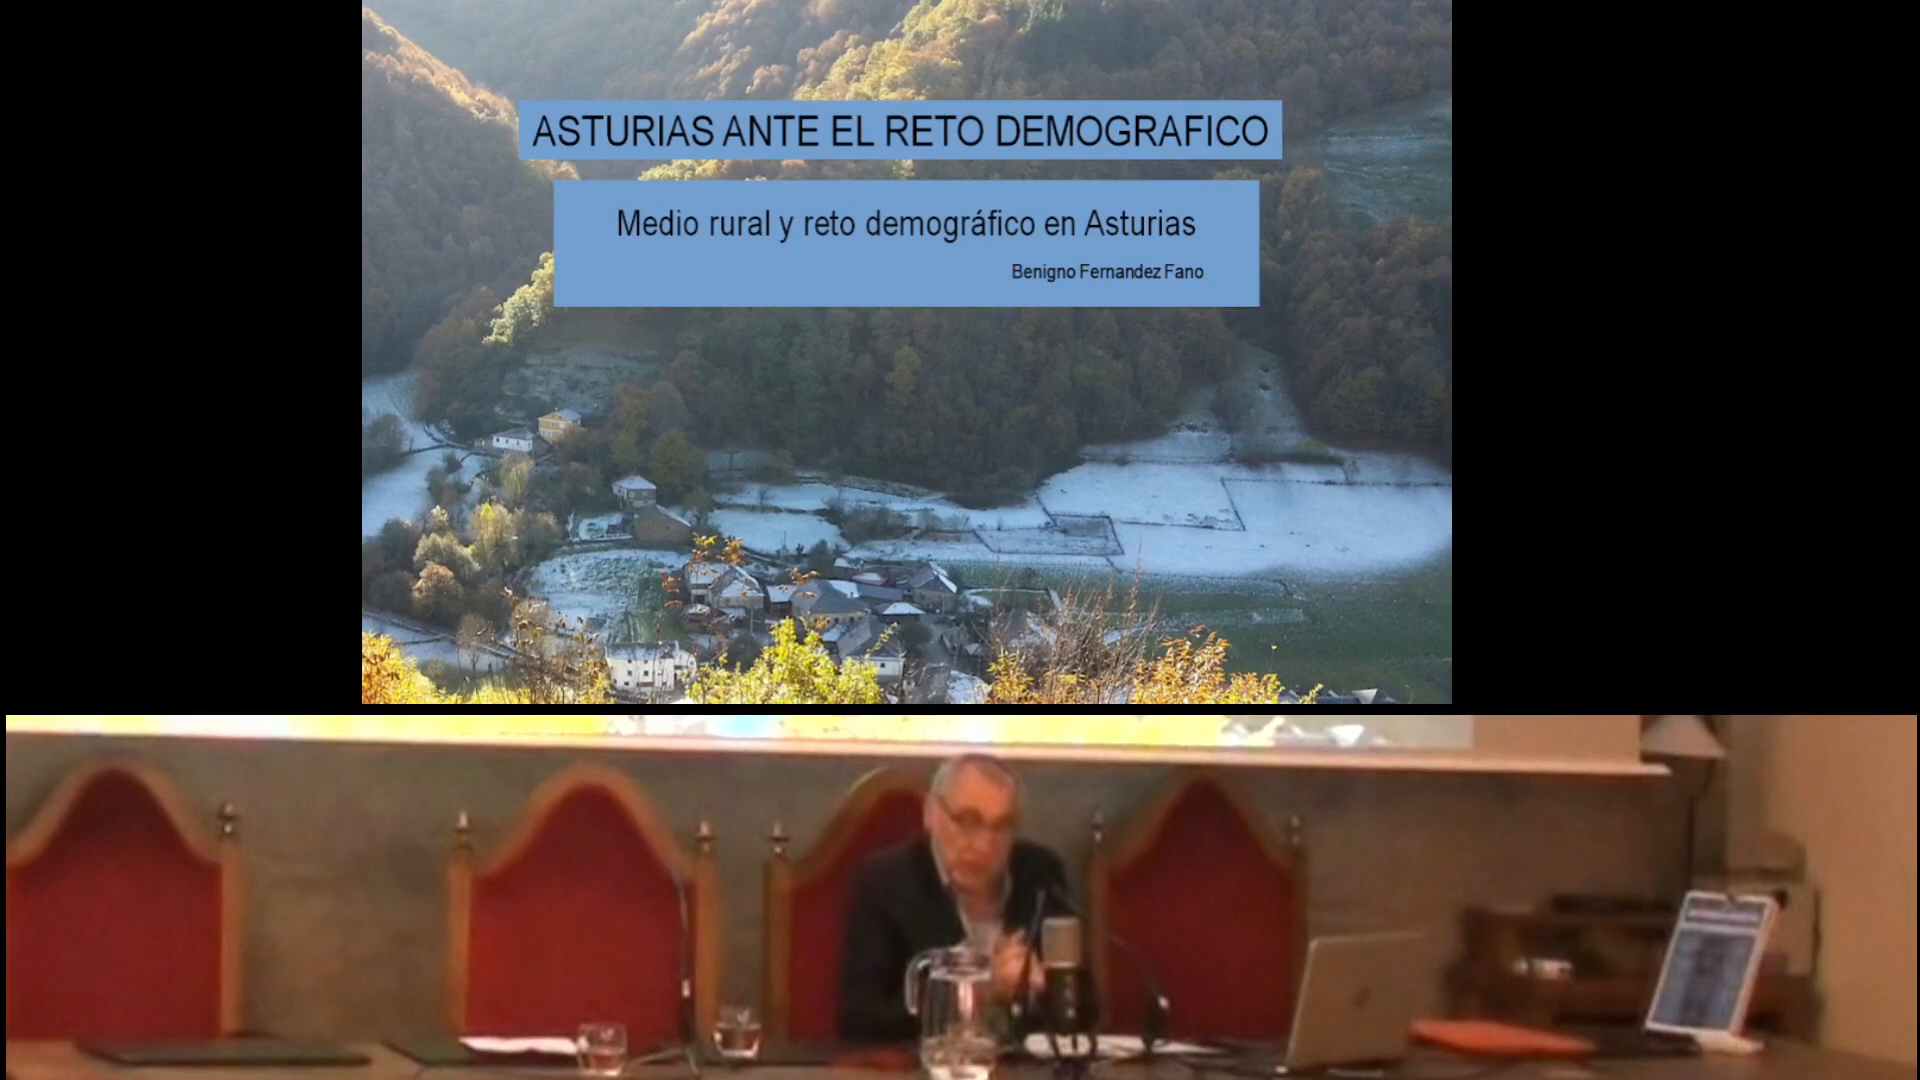 ASTURIAS ANTE EL RETO DEMOGRAFICO
Medio rural y reto demográfico en Asturias
Benigno Fernandez Fano